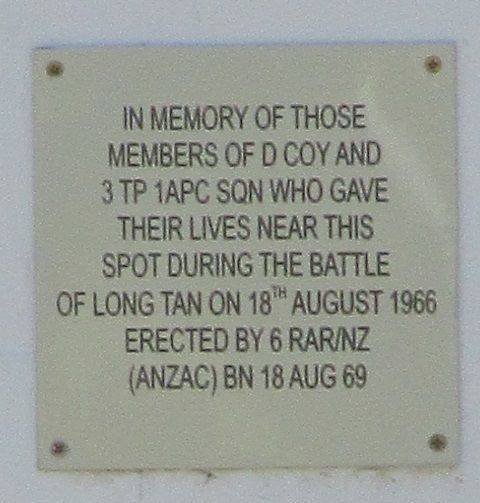 IN MEMORY OF THOSE
MEMBERS OF D COY AND
3 TP 1APC SQN WHO GAVE
THEIR LIVES NEAR THIS
SPOT DURING THE BATTLE
OF LONG TAN ON 18TH AUGUST 1966
ERECTED BY 6 RAR/NZ
(ANZAC) BN 18 AUG 69